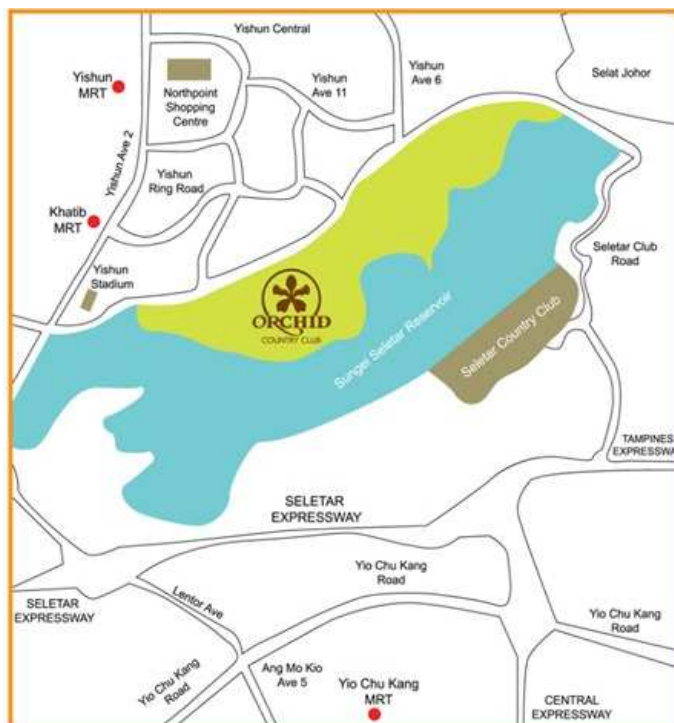 Yishun Central
Yishun
MRT
Northpoint
Shopping
Centre
Yishun
Ave 11
Yishun
Ave 6
Selat Johor
Yishun Ave 2
Yishun
Ring Road
Khatib
MRT
Yishun
Stadium
Seletar Club
Road
ORCHID
COUNTRY CLUB
Sungei Seletar Reservoir
Seletar Country Club
TAMPINES
EXPRESSWAY
SELETAR
EXPRESSWAY
Yio Chu Kang
Road
SELETAR
EXPRESSWAY
Lentor Ave
Yio Chu Kang
Road
Yio Chu Kang
Road
Ang Mo Kio
Ave 5
Yio Chu Kang
MRT
CENTRAL
EXPRESSWAY